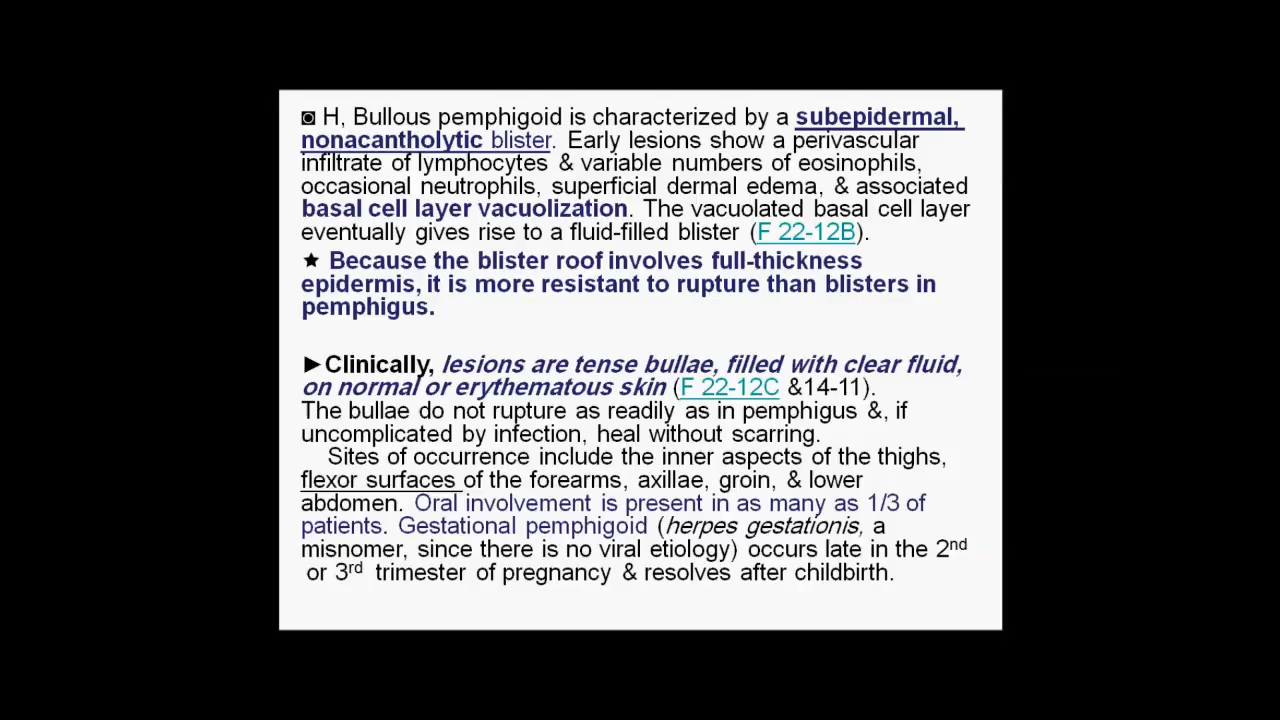 ◙ H, Bullous pemphigoid is characterized by a subepidermal,
nonacantholytic blister. Early lesions show a perivascular
infiltrate of lymphocytes & variable numbers of eosinophils,
occasional neutrophils, superficial dermal edema, & associated
basal cell layer vacuolization. The vacuolated basal cell layer
eventually gives rise to a fluid-filled blister (F 22-12B).
★ Because the blister roof involves full-thickness
epidermis, it is more resistant to rupture than blisters in
pemphigus.
►Clinically, lesions are tense bullae, filled with clear fluid,
on normal or erythematous skin (F 22-12C &14-11).
The bullae do not rupture as readily as in pemphigus &, if
uncomplicated by infection, heal without scarring.
Sites of occurrence include the inner aspects of the thighs,
flexor surfaces of the forearms, axillae, groin, & lower
abdomen. Oral involvement is present in as many as 1/3 of
patients. Gestational pemphigoid (herpes gestationis, a
misnomer, since there is no viral etiology) occurs late in the 2nd
or 3rd trimester of pregnancy & resolves after childbirth.